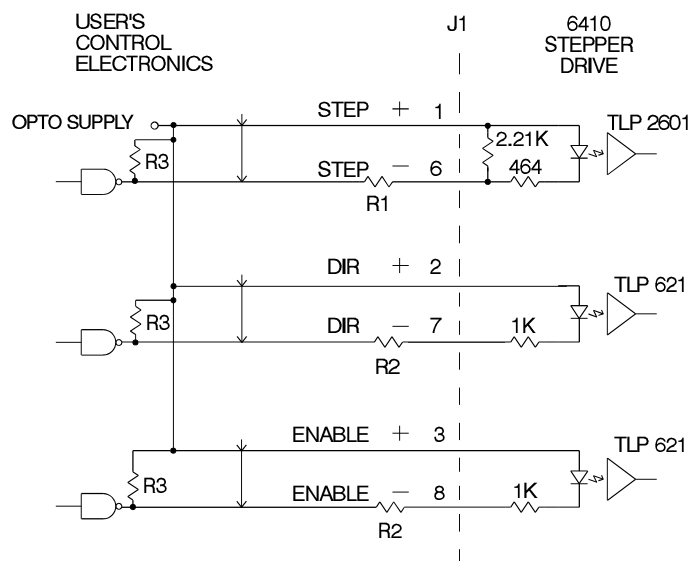 USER'S
CONTROL
ELECTRONICS
J1
6410
STEPPER
DRIVE
OPTO SUPPLY
STEP + 1
TLP 2601
R3
2.21K
STEP − 6
464
R1
DIR + 2
TLP 621
R3
DIR − 7
1K
R2
ENABLE + 3
TLP 621
R3
ENABLE − 8
1K
R2